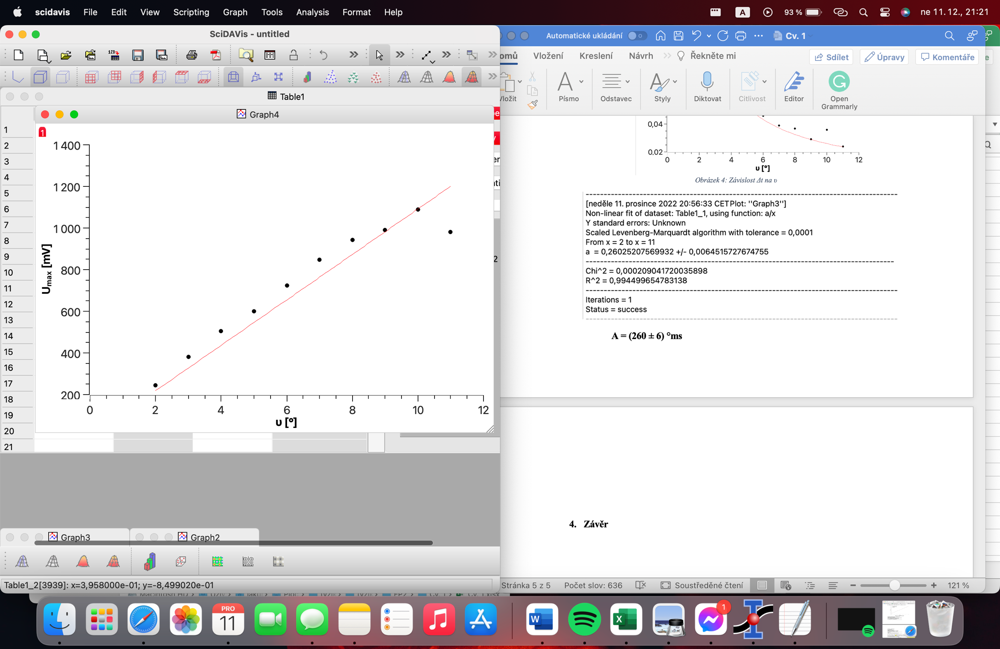 scidavis File Edit View Scripting Graph Tools Analysis Format Help A 93 % ne 11. 12., 21:21
SciDAVis - untitled
Table1
Graph4
1
2
3
4
5
6
7
8
9
10
11
12
13
14
15
16
17
18
19
20
21
1
1 400
1 200
1 000
800
600
400
200
Umax [mV]
0 2 4 6 8 10 12
υ [°]
Graph3 Graph2
Table1_2[3939]: x=3,958000e-01; y=-8,499020e-01
Automatické ukládání Cv. 1
Vložení Kreslení Návrh Řekněte mi Sdílet Úpravy Komentáře
Písmo Odstavec Styly Diktovat Citlivost Editor Open Grammarly
0,04
0,02
0 2 4 6 8 10 12
υ [°]
Obrázek 4: Závislost Δt na υ
[neděle 11. prosince 2022 20:56:33 CETPlot: ''Graph3'']
Non-linear fit of dataset: Table1_1, using function: a/x
Y standard errors: Unknown
Scaled Levenberg-Marquardt algorithm with tolerance = 0,0001
From x = 2 to x = 11
a = 0,26025207569932 +/- 0,0064515727674755
Chi^2 = 0,000209041720035898
R^2 = 0,994499654783138
Iterations = 1
Status = success
A = (260 ± 6) °ms
4. Závěr
Stránka 5 z 5 Počet slov: 636 Soustředěné čtení 121 %
PRO
11
1